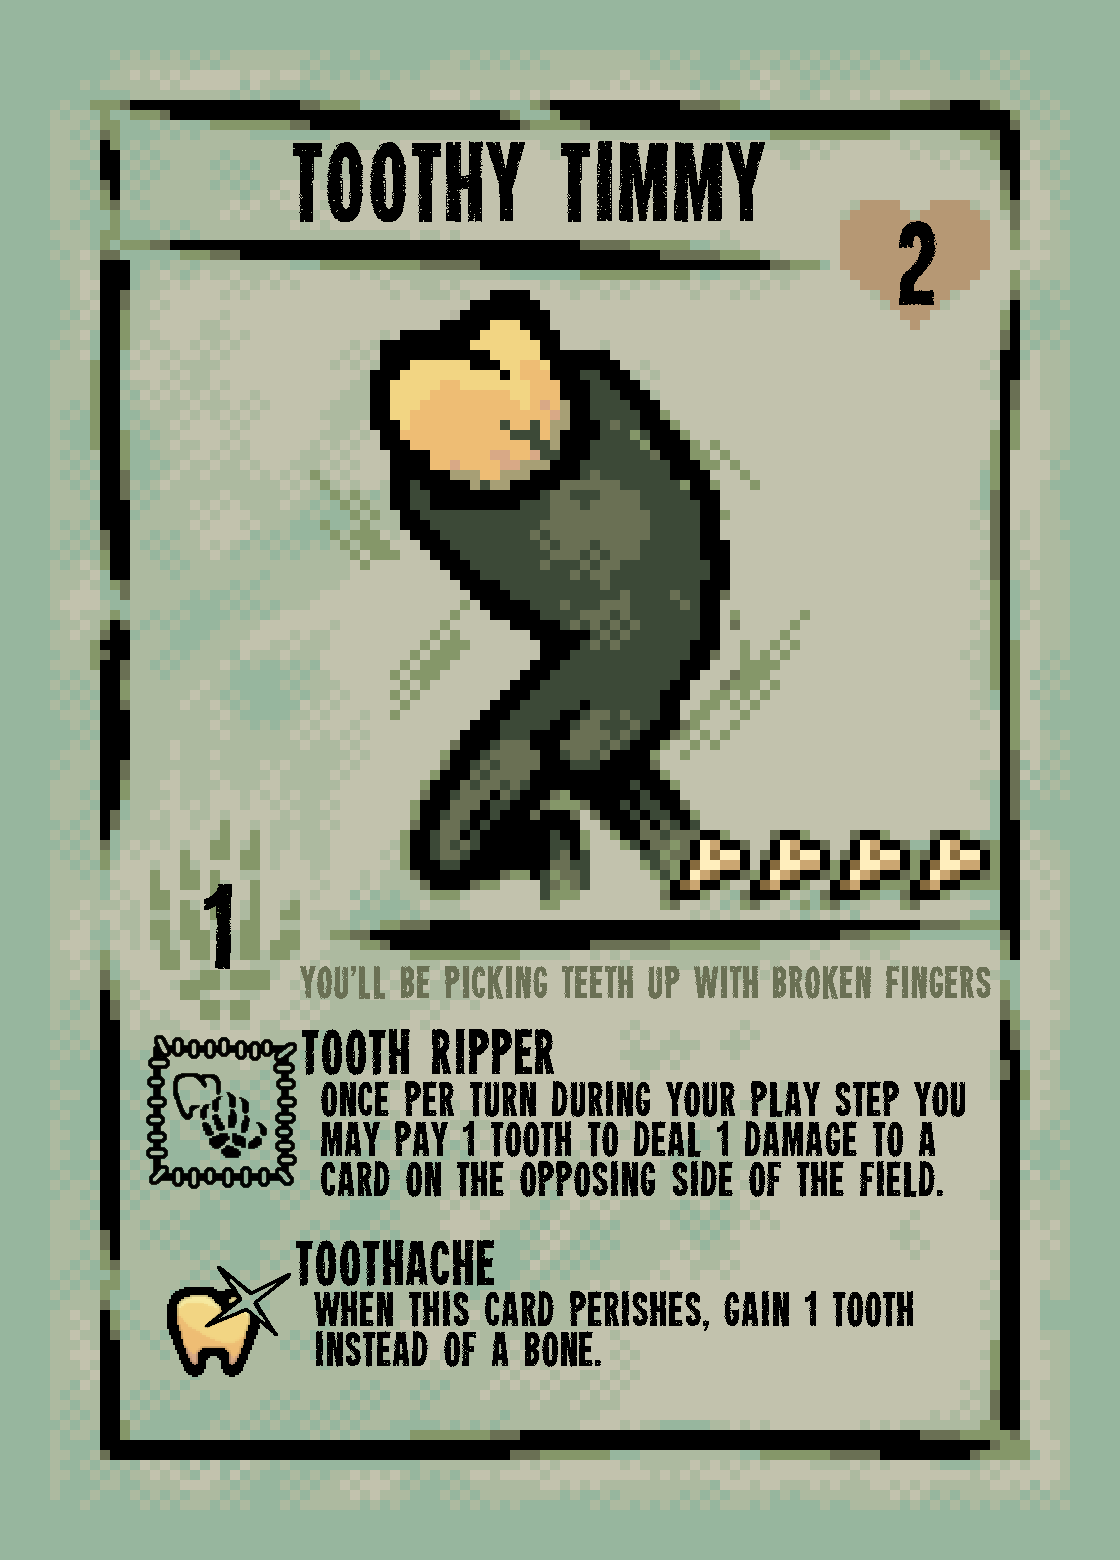 TOOTHY TIMMY
2
1
YOU'LL BE PICKING TEETH UP WITH BROKEN FINGERS
TOOTH RIPPER
ONCE PER TURN DURING YOUR PLAY STEP YOU
MAY PAY 1 TOOTH TO DEAL 1 DAMAGE TO A
CARD ON THE OPPOSING SIDE OF THE FIELD.
TOOTHACHE
WHEN THIS CARD PERISHES, GAIN 1 TOOTH
INSTEAD OF A BONE.